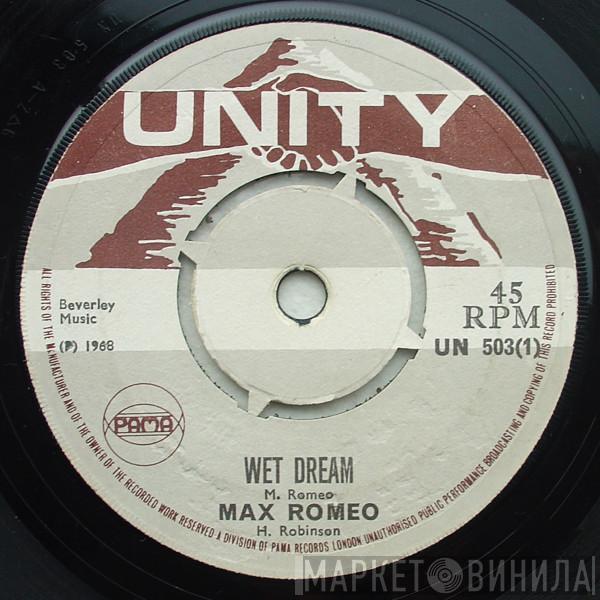 UNITY
Beverley
Music
(P) 1968
45
RPM
UN 503(1)
PAMA
WET DREAM
M. Romeo
MAX ROMEO
H. Robinson
ALL RIGHTS OF THE MANUFACTURER AND OF THE OWNER OF THE RECORDED WORK RESERVED A DIVISION OF PAMA RECORDS LONDON UNAUTHORISED PUBLIC PERFORMANCE BROADCASTING AND COPYING OF THIS RECORD PROHIBITED
МАРКЕТ ВИНИЛА